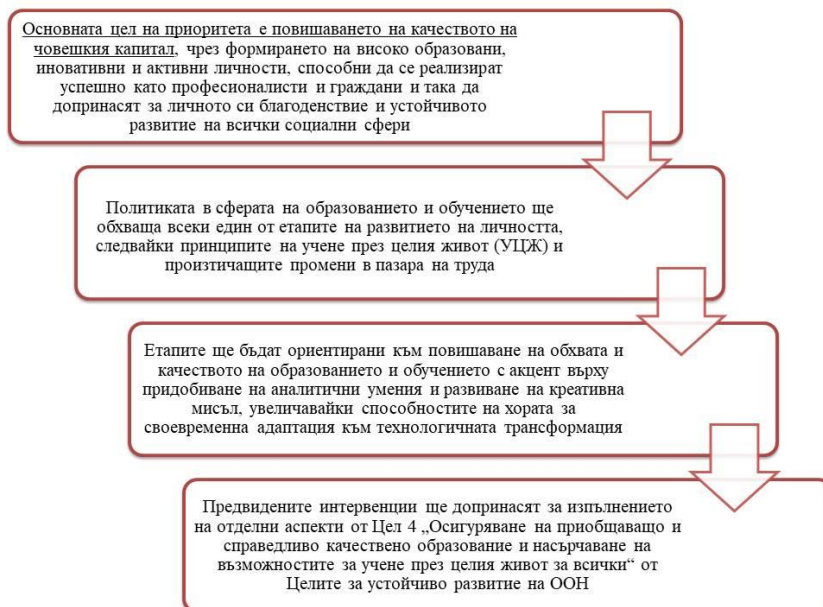 Основната цел на приоритета е повишаването на качеството на
човешкия капитал, чрез формирането на високо образовани,
иновативни и активни личности, способни да се реализират
успешно като професионалисти и граждани и така да
допринасят за личното си благоденствие и устойчивото
развитие на всички социални сфери
Политиката в сферата на образованието и обучението ще
обхваща всеки един от етапите на развитието на личността,
следвайки принципите на учене през целия живот (УЦЖ) и
произтичащите промени в пазара на труда
Етапите ще бъдат ориентирани към повишаване на обхвата и
качеството на образованието и обучението с акцент върху
придобиване на аналитични умения и развиване на креативна
мисъл, увеличавайки способностите на хората за
своевременна адаптация към технологичната трансформация
Предвидените интервенции ще допринасят за изпълнението
на отделни аспекти от Цел 4 „Осигуряване на приобщаващо и
справедливо качествено образование и насърчаване на
възможностите за учене през целия живот за всички“ от
Целите за устойчиво развитие на ООН